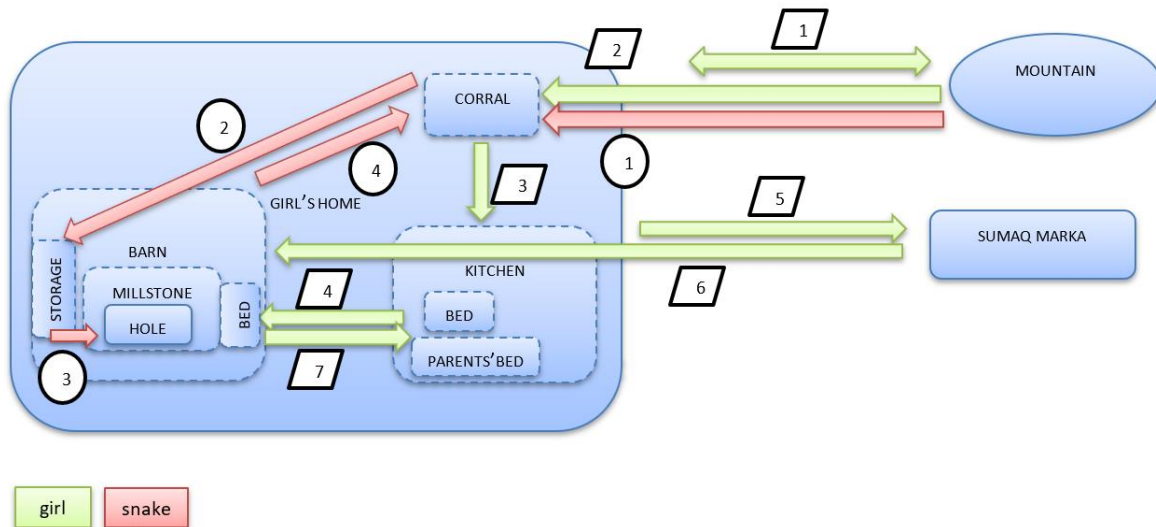 1
2
MOUNTAIN
CORRAL
2
4
1
3
GIRL'S HOME
5
BARN
SUMAQ MARKA
STORAGE
KITCHEN
6
MILLSTONE
4
BED
BED
HOLE
PARENTS'BED
3
7
girl
snake